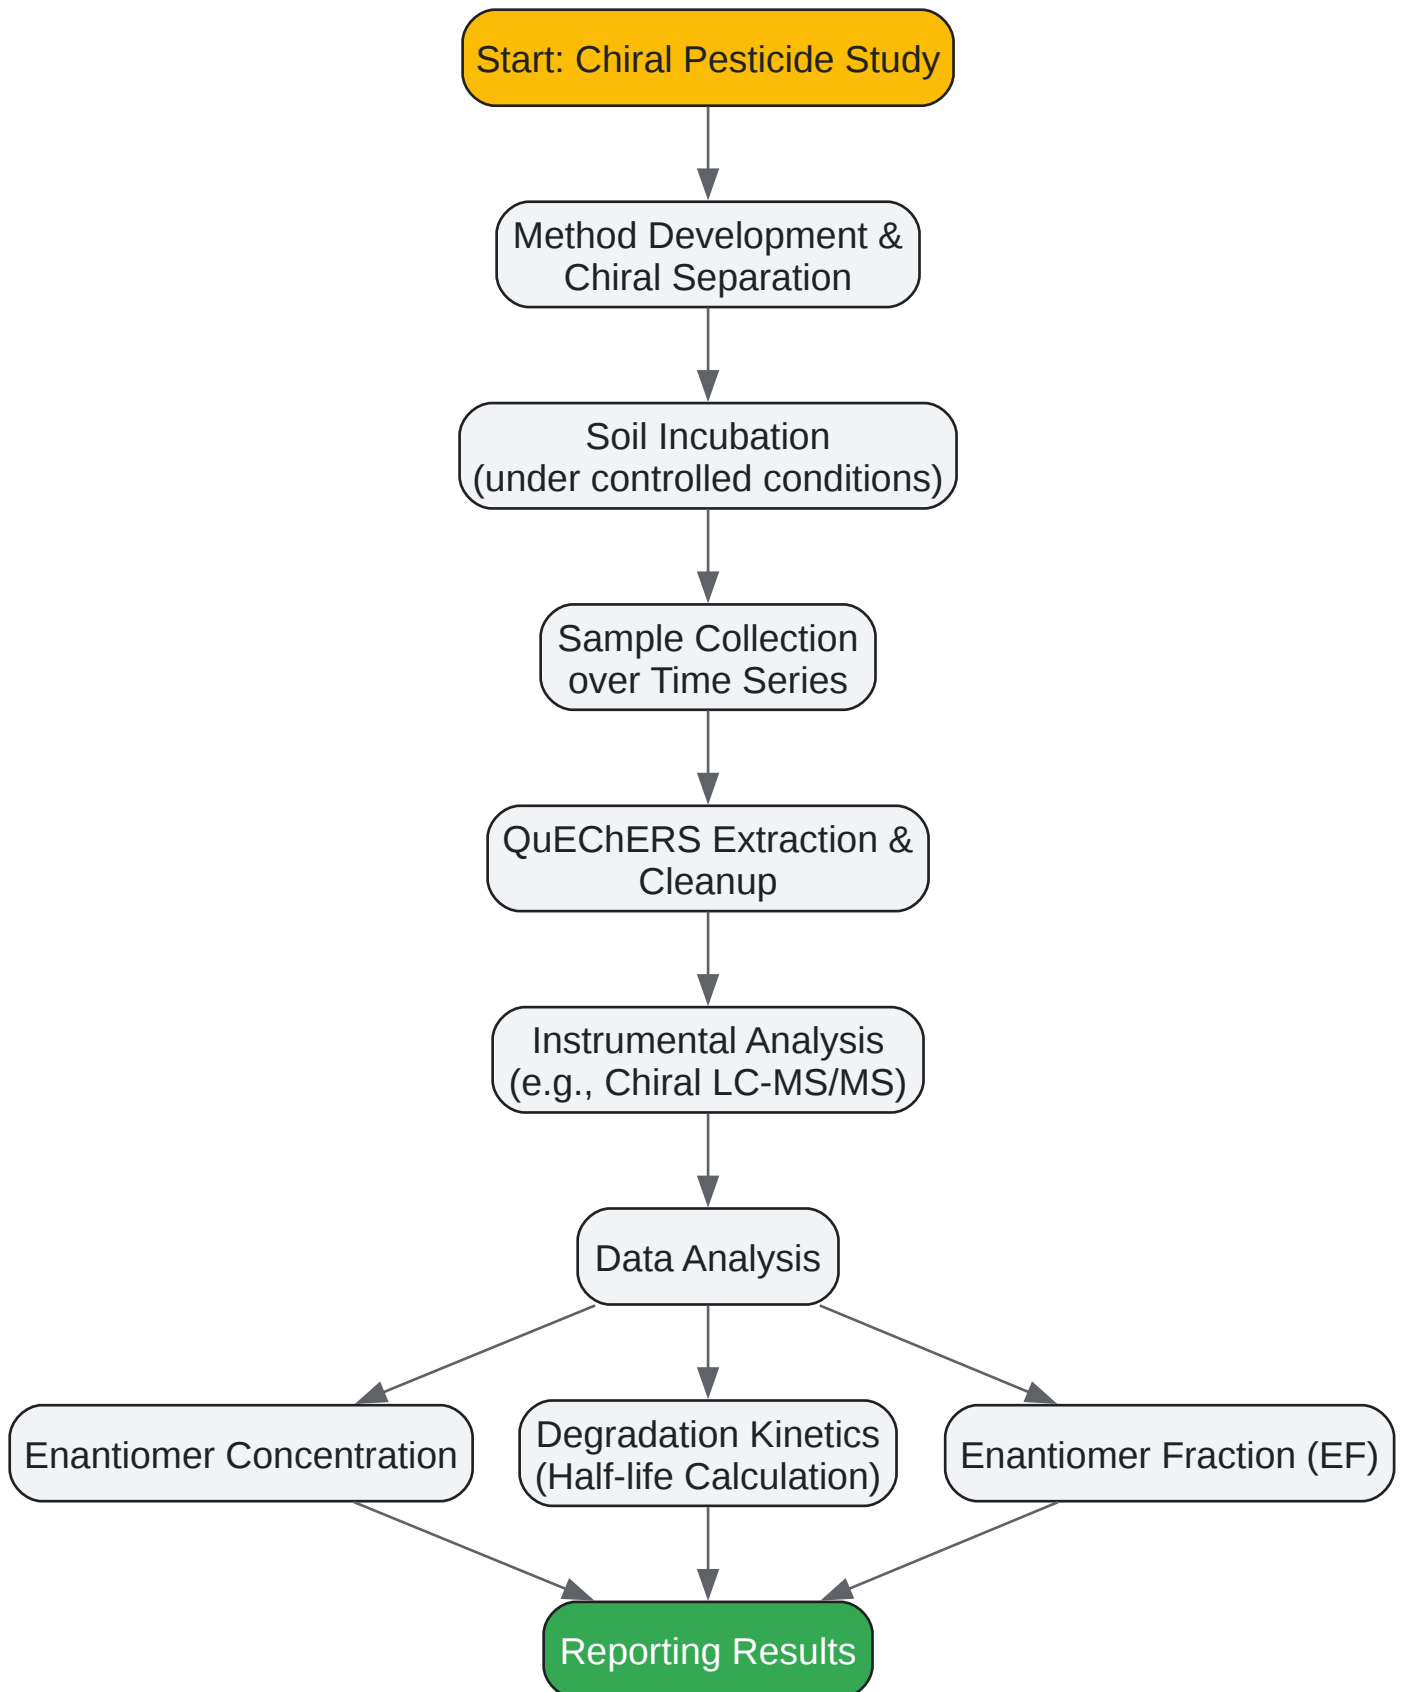 Start: Chiral Pesticide Study
Method Development &
Chiral Separation
Soil Incubation
(under controlled conditions)
Sample Collection
over Time Series
QuEChERS Extraction &
Cleanup
Instrumental Analysis
(e.g., Chiral LC-MS/MS)
Data Analysis
Enantiomer Concentration
Degradation Kinetics
(Half-life Calculation)
Enantiomer Fraction (EF)
Reporting Results